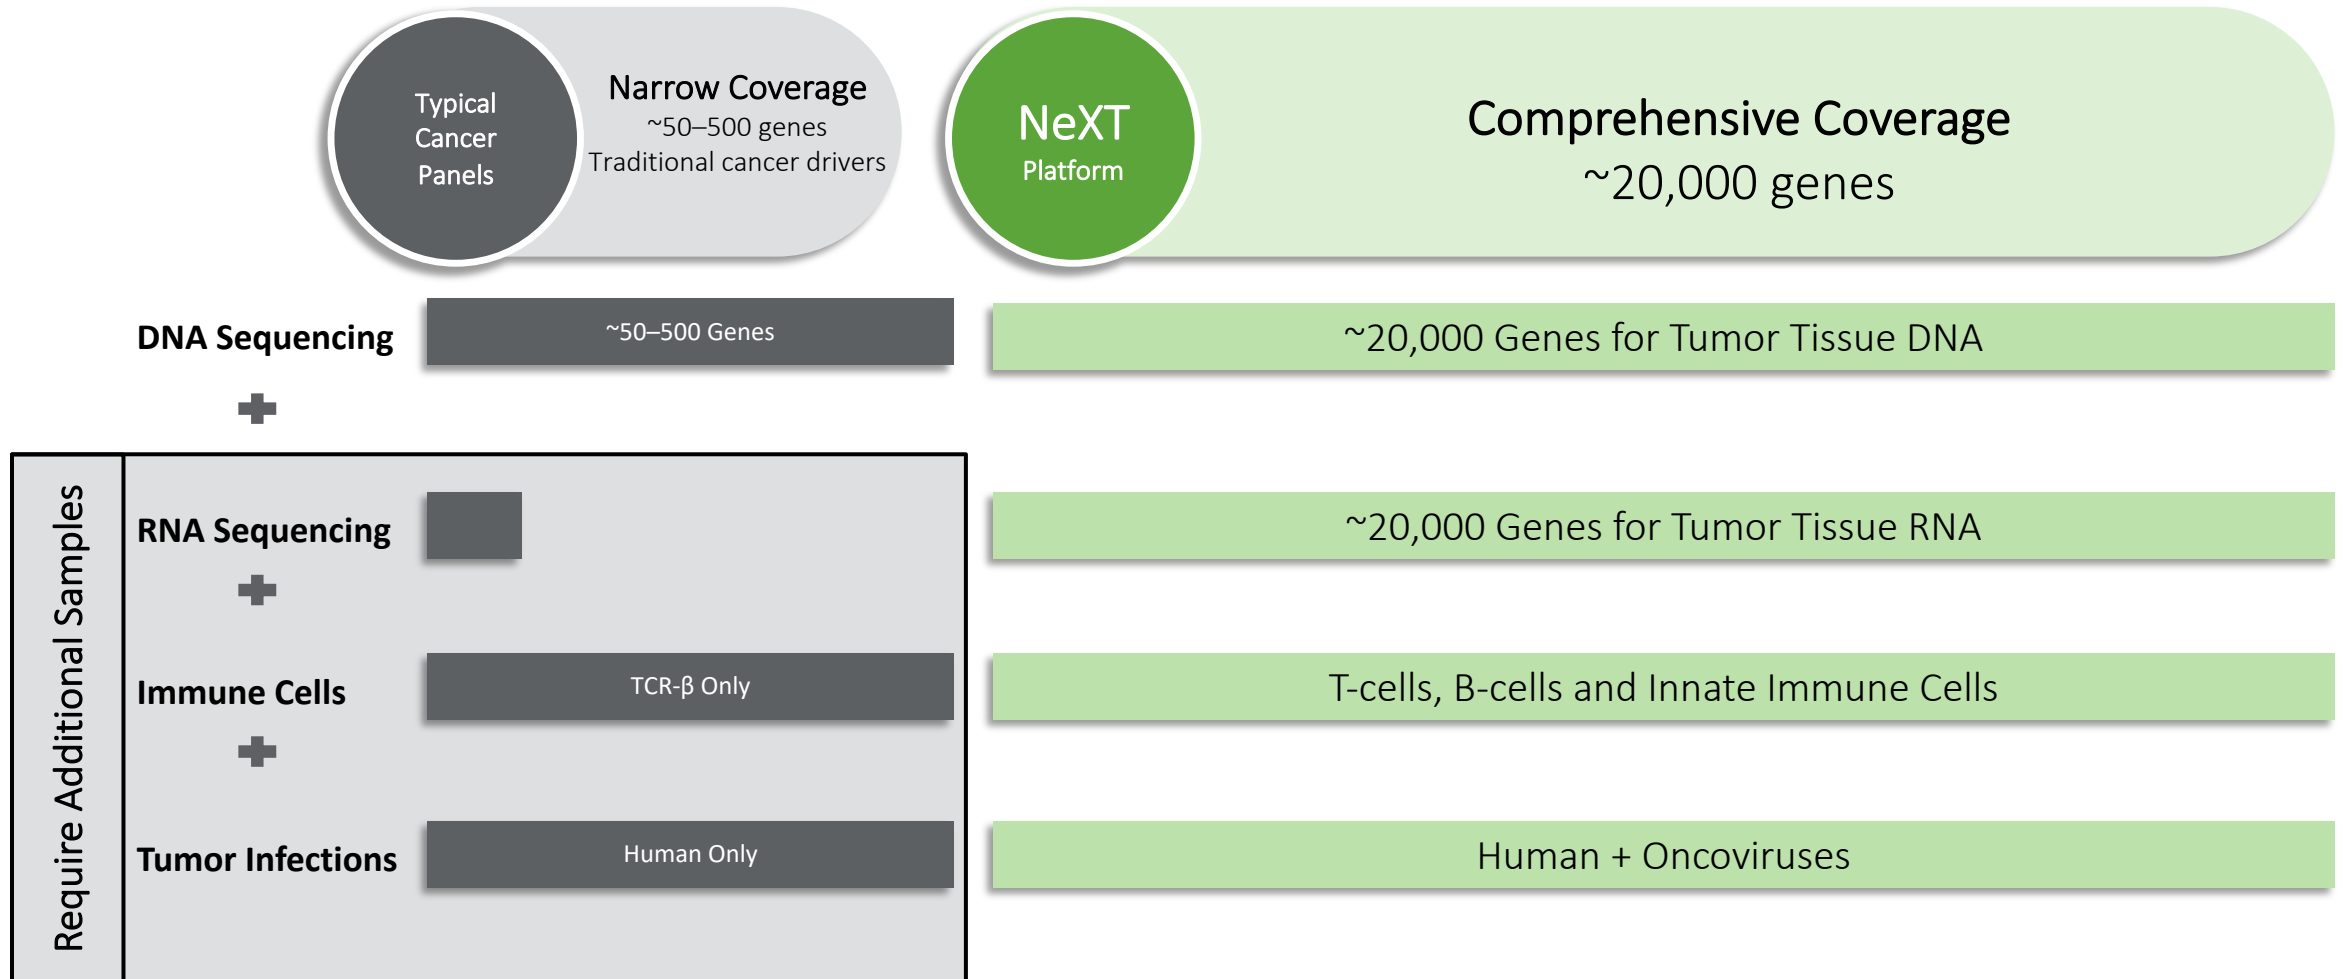 Typical
Cancer
Panels
Narrow Coverage
~50–500 genes
Traditional cancer drivers
NeXT
Platform
Comprehensive Coverage
~20,000 genes
DNA Sequencing
~50–500 Genes
~20,000 Genes for Tumor Tissue DNA
Require Additional Samples
RNA Sequencing
~20,000 Genes for Tumor Tissue RNA
Immune Cells
TCR-β Only
T-cells, B-cells and Innate Immune Cells
Tumor Infections
Human Only
Human + Oncoviruses